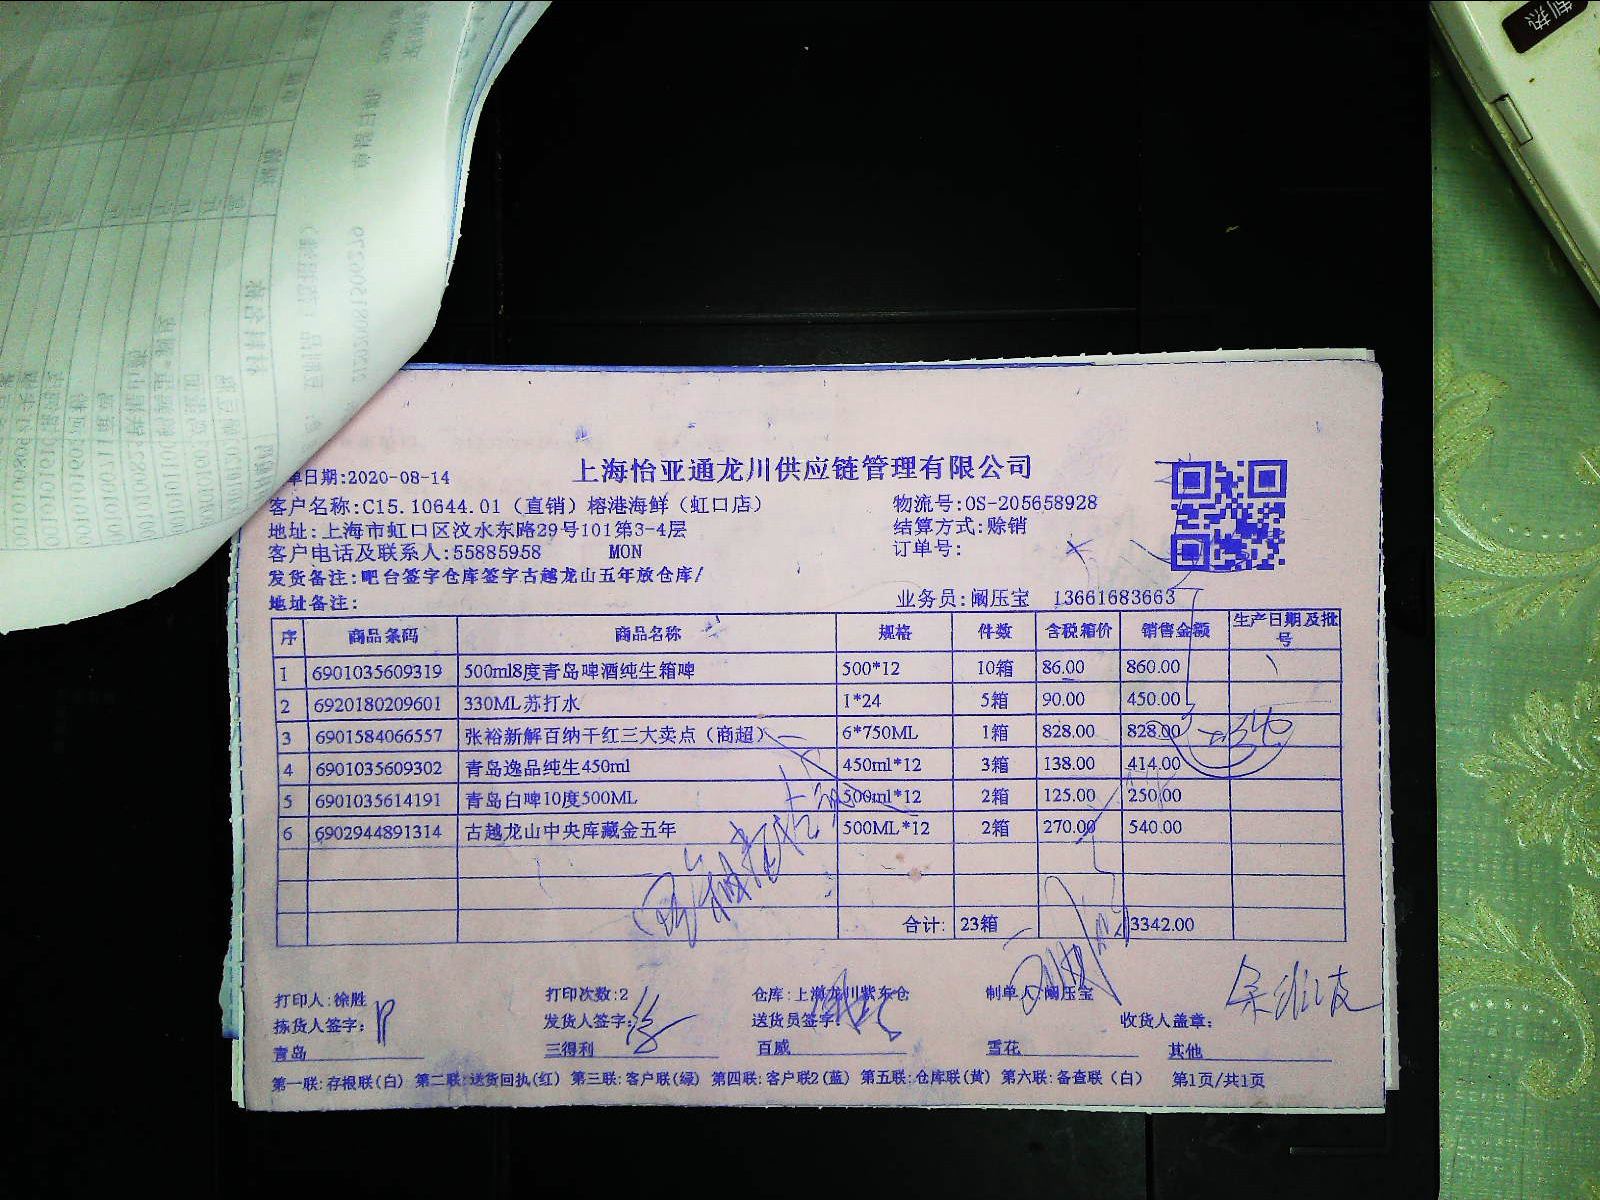 制热
单日期:2020-08-14
上海怡亚通龙川供应链管理有限公司
客户名称:C15.10644.01（直销）榕港海鲜（虹口店）
物流号:OS-205658928
地址:上海市虹口区汶水东路29号101第3-4层
结算方式:赊销
客户电话及联系人:55885958 MON
订单号:
发货备注:吧台签字仓库签字古越龙山五年放仓库/
地址备注:
业务员:阚压宝 13661683663
序 商品条码 商品名称 规格 件数 含税箱价 销售金额 生产日期及批号
1 6901035609319 500ml8度青岛啤酒纯生箱啤 500*12 10箱 86.00 860.00
2 6920180209601 330ML苏打水 1*24 5箱 90.00 450.00
3 6901584066557 张裕新解百纳干红三大卖点（商超） 6*750ML 1箱 828.00 828.00
4 6901035609302 青岛逸品纯生450ml 450ml*12 3箱 138.00 414.00
5 6901035614191 青岛白啤10度500ML 500ml*12 2箱 125.00 250.00
6 6902944891314 古越龙山中央库藏金五年 500ML*12 2箱 270.00 540.00
合计: 23箱 3342.00
打印人:徐胜 打印次数:2 仓库:上海龙川紫东仓 制单人:阚压宝
拣货人签字: 发货人签字: 送货员签字: 收货人盖章:
青岛 三得利 百威 雪花 其他
第一联:存根联(白) 第二联:送货回执(红) 第三联:客户联(绿) 第四联:客户联2(蓝) 第五联:仓库联(黄) 第六联:备查联（白） 第1页/共1页